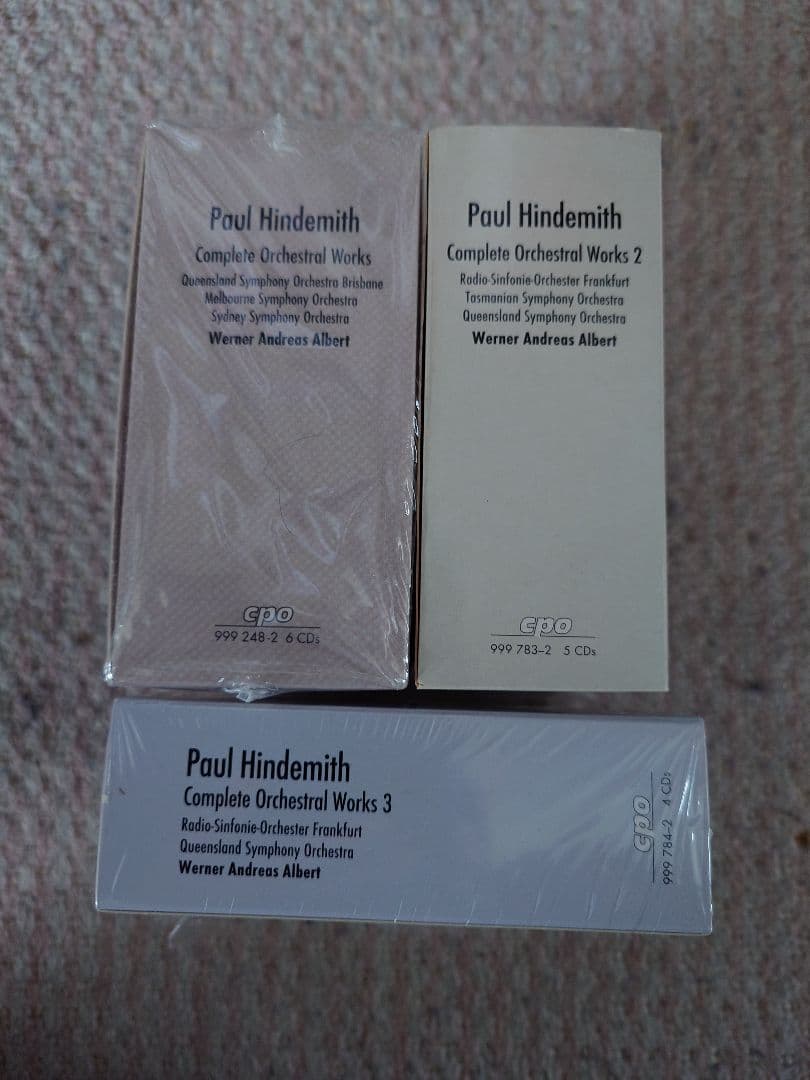 Paul Hindemith
Complete Orchestral Works
Queensland Symphony Orchestra Brisbane
Melbourne Symphony Orchestra
Sydney Symphony Orchestra
Werner Andreas Albert
cpo
999 248-2 6 CDs
Paul Hindemith
Complete Orchestral Works 2
Radio-Sinfonie-Orchester Frankfurt
Tasmanian Symphony Orchestra
Queensland Symphony Orchestra
Werner Andreas Albert
cpo
999 783-2 5 CDs
Paul Hindemith
Complete Orchestral Works 3
Radio-Sinfonie-Orchester Frankfurt
Queensland Symphony Orchestra
Werner Andreas Albert
cpo
999 784-2 4 CDs